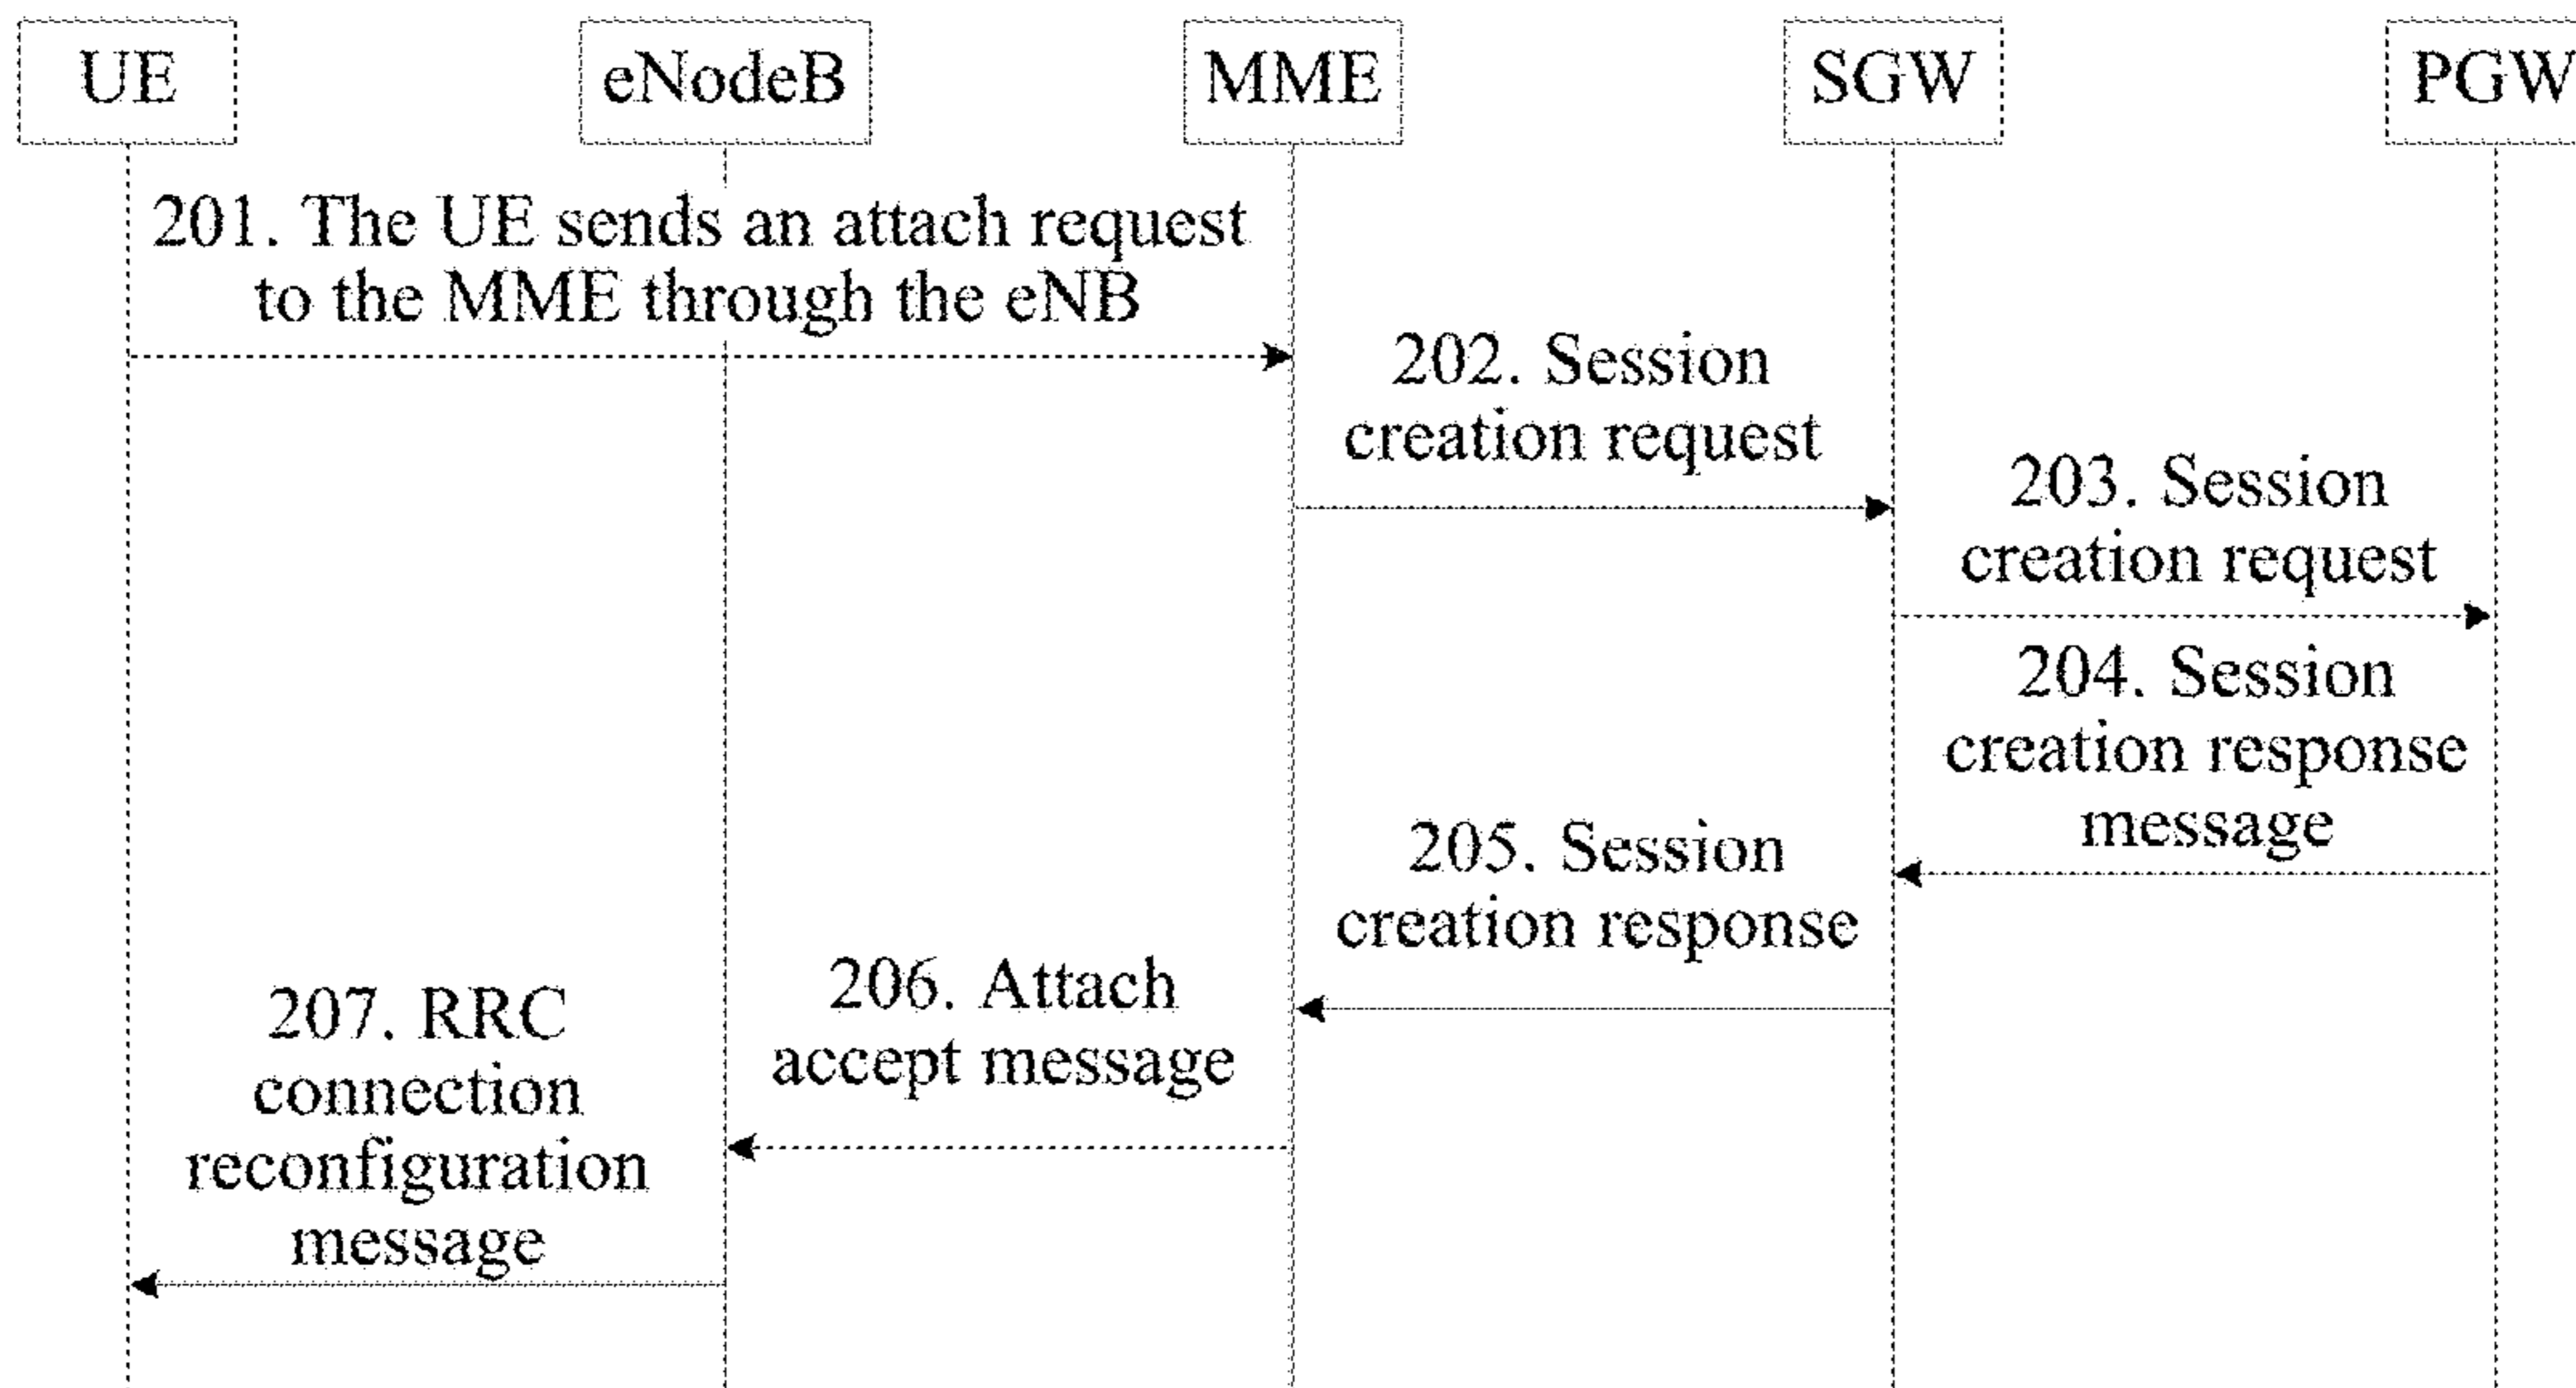 UE
eNodeB
MME
SGW
PGW
201. The UE sends an attach request
to the MME through the eNB
202. Session
creation request
203. Session
creation request
204. Session
creation response
message
205. Session
creation response
206. Attach
accept message
207. RRC
connection
reconfiguration
message